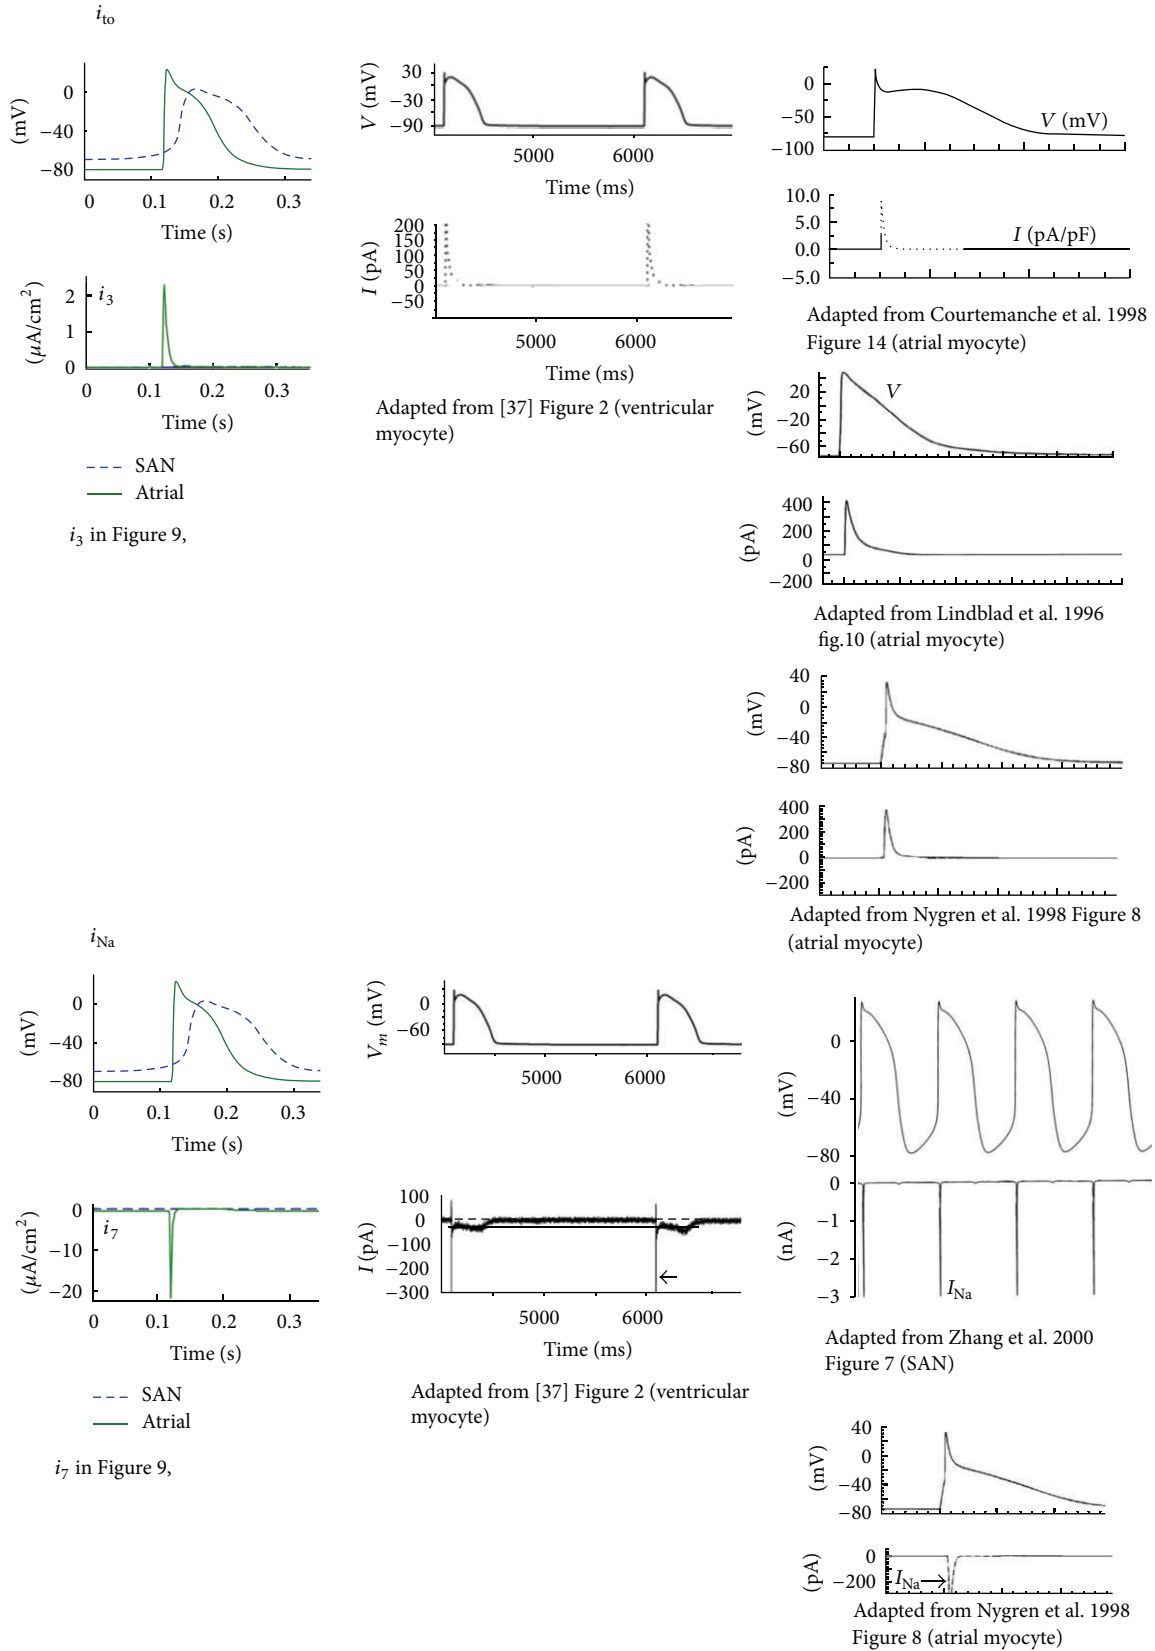 i_to
0
−40
−80
(mV)
0 0.1 0.2 0.3
Time (s)
2
1
0
(μA/cm²)
i₃
0 0.1 0.2 0.3
Time (s)
SAN
Atrial
i₃ in Figure 9,
30
−30
−90
V (mV)
5000 6000
Time (ms)
200
150
100
50
0
−50
I (pA)
5000 6000
Time (ms)
Adapted from [37] Figure 2 (ventricular
myocyte)
0
−50
−100
V (mV)
10.0
5.0
0.0
−5.0
I (pA/pF)
Adapted from Courtemanche et al. 1998
Figure 14 (atrial myocyte)
20
−20
−60
(mV)
V
400
200
0
−200
(pA)
Adapted from Lindblad et al. 1996
fig.10 (atrial myocyte)
40
0
−40
−80
(mV)
400
200
0
−200
(pA)
Adapted from Nygren et al. 1998 Figure 8
(atrial myocyte)
i_Na
0
−40
−80
(mV)
0 0.1 0.2 0.3
Time (s)
0
−10
−20
(μA/cm²)
i₇
0 0.1 0.2 0.3
Time (s)
SAN
Atrial
i₇ in Figure 9,
0
−60
V_m (mV)
5000 6000
100
0
−100
−200
−300
I (pA)
5000 6000
Time (ms)
Adapted from [37] Figure 2 (ventricular
myocyte)
0
−40
−80
(mV)
0
−1
−2
−3
(nA)
I_Na
Adapted from Zhang et al. 2000
Figure 7 (SAN)
40
0
−40
−80
(mV)
0
−200
(pA)
I_Na
Adapted from Nygren et al. 1998
Figure 8 (atrial myocyte)